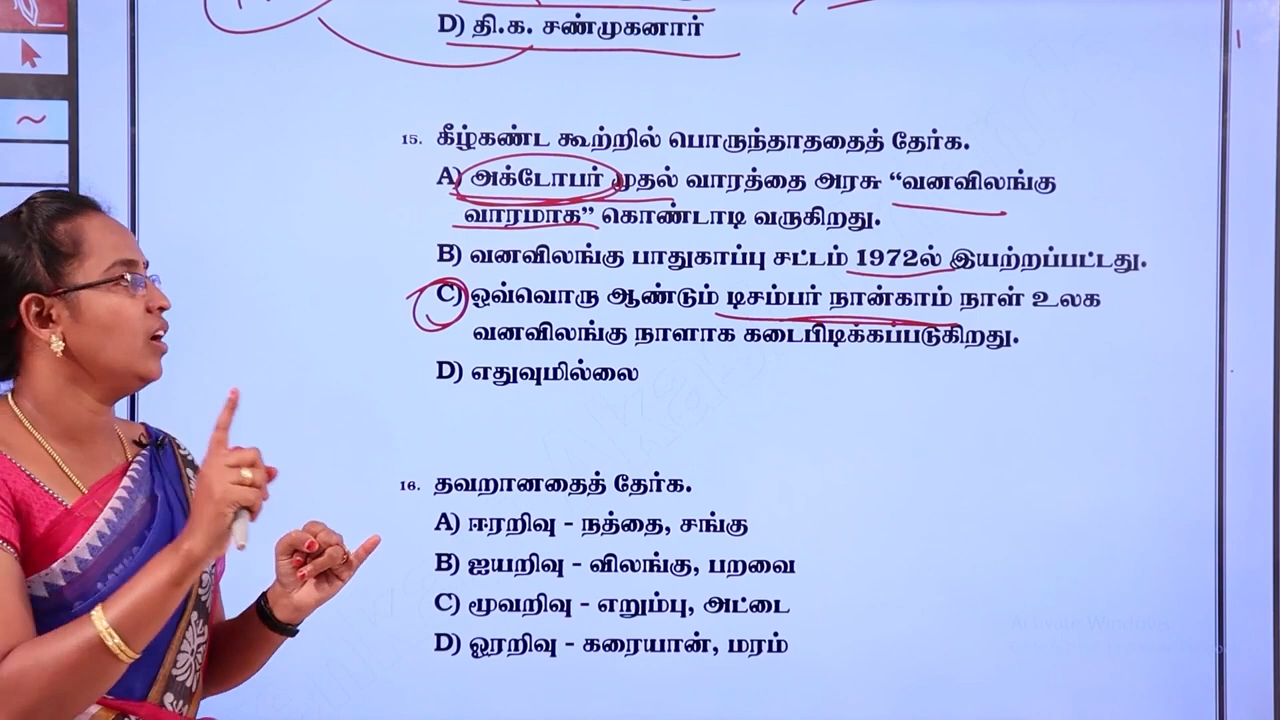 D) தி.க. சண்முகனார்
15. கீழ்கண்ட கூற்றில் பொருந்தாததைத் தேர்க.
A) அக்டோபர் முதல் வாரத்தை அரசு “வனவிலங்கு
வாரமாக” கொண்டாடி வருகிறது.
B) வனவிலங்கு பாதுகாப்பு சட்டம் 1972ல் இயற்றப்பட்டது.
C) ஒவ்வொரு ஆண்டும் டிசம்பர் நான்காம் நாள் உலக
வனவிலங்கு நாளாக கடைபிடிக்கப்படுகிறது.
D) எதுவுமில்லை
16. தவறானதைத் தேர்க.
A) ஈரறிவு - நத்தை, சங்கு
B) ஐயறிவு - விலங்கு, பறவை
C) மூவறிவு - எறும்பு, அட்டை
D) ஓரறிவு - கரையான், மரம்
Activate Windows